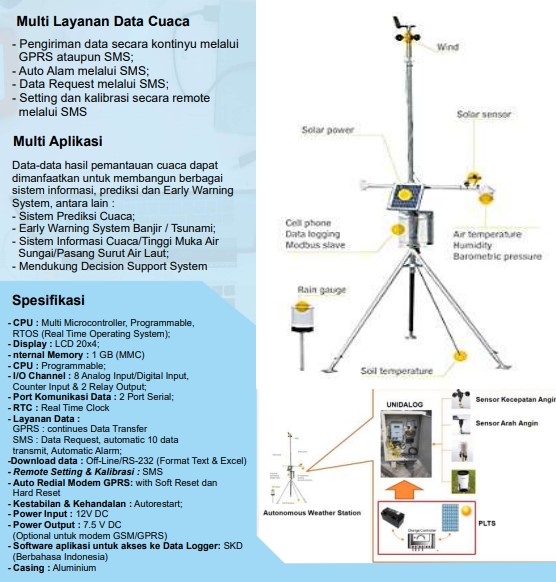 Multi Layanan Data Cuaca
- Pengiriman data secara kontinyu melalui
GPRS ataupun SMS;
- Auto Alam melalui SMS;
- Data Request melalui SMS;
- Setting dan kalibrasi secara remote
melalui SMS
Multi Aplikasi
Data-data hasil pemantauan cuaca dapat
dimanfaatkan untuk membangun berbagai
sistem informasi, prediksi dan Early Warning
System, antara lain :
- Sistem Prediksi Cuaca;
- Early Warning System Banjir / Tsunami;
- Sistem Informasi Cuaca/Tinggi Muka Air
Sungai/Pasang Surut Air Laut;
- Mendukung Decision Support System
Spesifikasi
- CPU : Multi Microcontroller, Programmable,
RTOS (Real Time Operating System);
- Display : LCD 20x4;
- nternal Memory : 1 GB (MMC)
- CPU : Programmable;
- I/O Channel : 8 Analog Input/Digital Input,
Counter Input & 2 Relay Output;
- Port Komunikasi Data : 2 Port Serial;
- RTC : Real Time Clock
- Layanan Data :
GPRS : continues Data Transfer
SMS : Data Request, automatic 10 data
transmit, Automatic Alarm;
-Download data : Off-Line/RS-232 (Format Text & Excel)
- Remote Setting & Kalibrasi : SMS
- Auto Redial Modem GPRS: with Soft Reset dan
Hard Reset
- Kestabilan & Kehandalan : Autorestart;
- Power Input : 12V DC
- Power Output : 7.5 V DC
(Optional untuk modem GSM/GPRS)
- Software aplikasi untuk akses ke Data Logger: SKD
(Berbahasa Indonesia)
- Casing : Aluminium
Wind
Solar sensor
Solar power
Cell phone
Data logging
Modbus slave
Air temperature
Humidity
Barometric pressure
Rain gauge
Soil temperature
UNIDALOG
Sensor Kecepatan Angin
Sensor Arah Angin
Autonomous Weather Station
PLTS